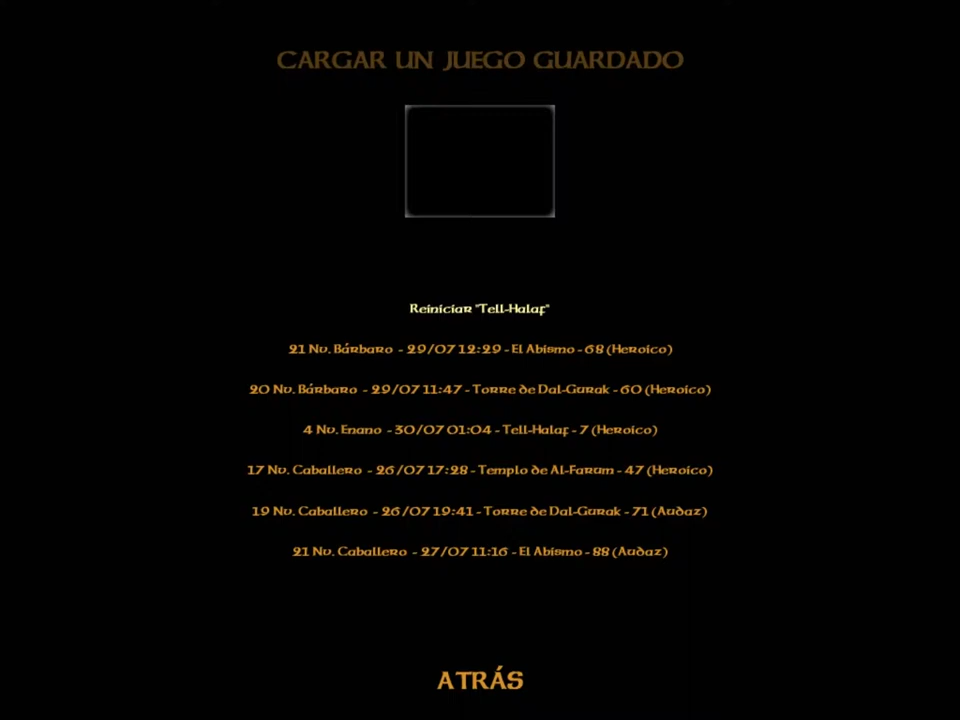 CARGAR UN JUEGO GUARDADO
Reiniciar "Tell-Halaf"
21 Nv. Bárbaro - 29/07 12:29 - El Abismo - 68 (Heroico)
20 Nv. Bárbaro - 29/07 11:47 - Torre de Dal-Gurak - 60 (Heroico)
4 Nv. Enano - 30/07 01:04 - Tell-Halaf - 7 (Heroico)
17 Nv. Caballero - 26/07 17:28 - Templo de Al-Farum - 47 (Heroico)
19 Nv. Caballero - 26/07 19:41 - Torre de Dal-Gurak - 71 (Audaz)
21 Nv. Caballero - 27/07 11:16 - El Abismo - 88 (Audaz)
ATRÁS